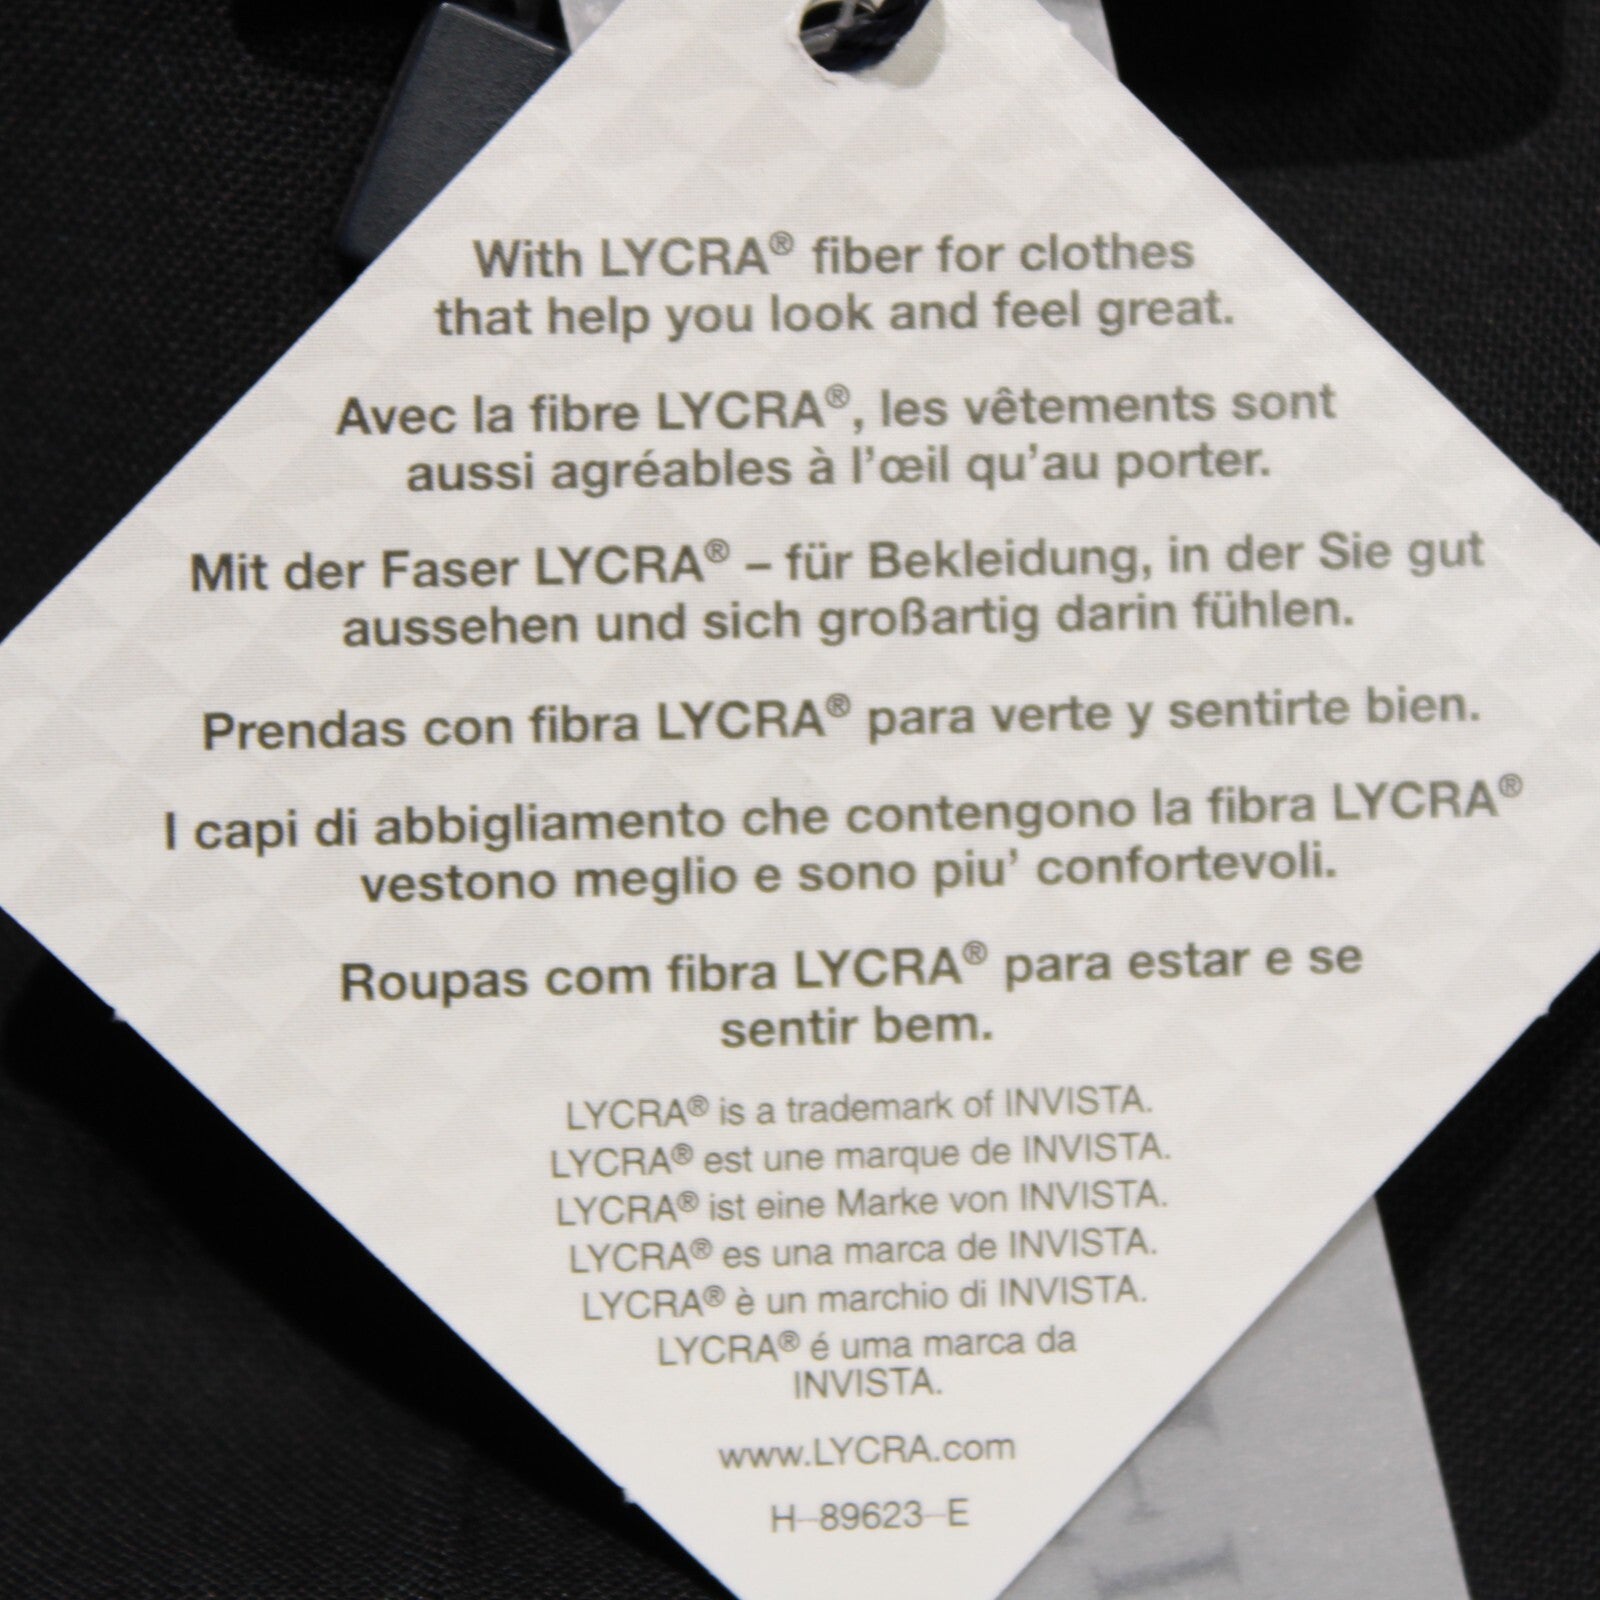 With LYCRA® fiber for clothes
that help you look and feel great.
Avec la fibre LYCRA®, les vêtements sont
aussi agréables à l'œil qu'au porter.
Mit der Faser LYCRA® – für Bekleidung, in der Sie gut
aussehen und sich großartig darin fühlen.
Prendas con fibra LYCRA® para verte y sentirte bien.
I capi di abbigliamento che contengono la fibra LYCRA®
vestono meglio e sono piu' confortevoli.
Roupas com fibra LYCRA® para estar e se
sentir bem.
LYCRA® is a trademark of INVISTA.
LYCRA® est une marque de INVISTA.
LYCRA® ist eine Marke von INVISTA.
LYCRA® es una marca de INVISTA.
LYCRA® è un marchio di INVISTA.
LYCRA® é uma marca da
INVISTA.
www.LYCRA.com
H-89623-E